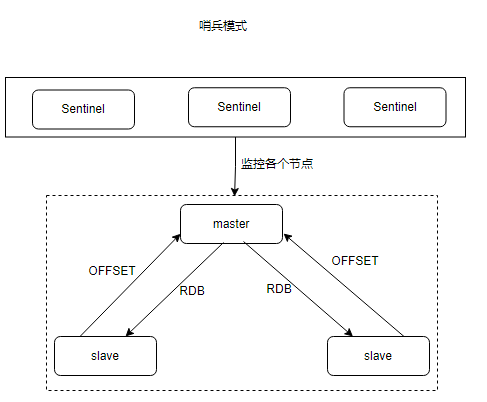 哨兵模式
Sentinel
Sentinel
Sentinel
监控各个节点
master
OFFSET
OFFSET
RDB
RDB
slave
slave